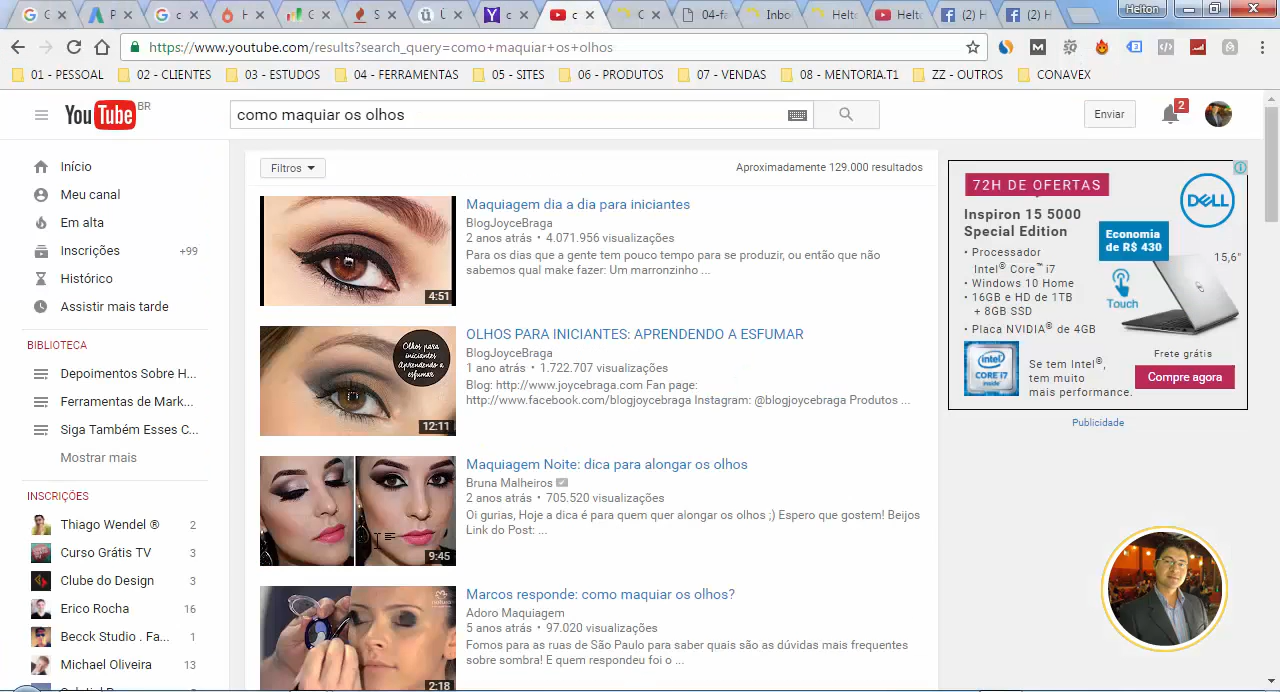 Helton
https://www.youtube.com/results?search_query=como+maquiar+os+olhos
01 - PESSOAL
02 - CLIENTES
03 - ESTUDOS
04 - FERRAMENTAS
05 - SITES
06 - PRODUTOS
07 - VENDAS
08 - MENTORIA.T1
ZZ - OUTROS
CONAVEX
You Tube BR
como maquiar os olhos
Enviar
2
Início
Meu canal
Em alta
Inscrições +99
Histórico
Assistir mais tarde
BIBLIOTECA
Depoimentos Sobre H...
Ferramentas de Mark...
Siga Também Esses C...
Mostrar mais
INSCRIÇÕES
Thiago Wendel ® 2
Curso Grátis TV 3
Clube do Design 3
Erico Rocha 16
Becck Studio . Fa... 1
Michael Oliveira 13
Filtros
Aproximadamente 129.000 resultados
Maquiagem dia a dia para iniciantes
BlogJoyceBraga
2 anos atrás • 4.071.956 visualizações
Para os dias que a gente tem pouco tempo para se produzir, ou então que não
sabemos qual make fazer: Um marronzinho ...
4:51
OLHOS PARA INICIANTES: APRENDENDO A ESFUMAR
BlogJoyceBraga
1 ano atrás • 1.722.707 visualizações
Blog: http://www.joycebraga.com Fan page:
http://www.facebook.com/blogjoycebraga Instagram: @blogjoycebraga Produtos ...
Olhos para
iniciantes
Aprendendo a
esfumar
12:11
Maquiagem Noite: dica para alongar os olhos
Bruna Malheiros
2 anos atrás • 705.520 visualizações
Oi gurias, Hoje a dica é para quem quer alongar os olhos ;) Espero que gostem! Beijos
Link do Post: ...
9:45
Marcos responde: como maquiar os olhos?
Adoro Maquiagem
5 anos atrás • 97.020 visualizações
Fomos para as ruas de São Paulo para saber quais são as dúvidas mais frequentes
sobre sombra! E quem respondeu foi o ...
2:18
72H DE OFERTAS
DELL
Inspiron 15 5000
Special Edition
Economia
de R$ 430
• Processador
Intel® Core™ i7
• Windows 10 Home
• 16GB e HD de 1TB
+ 8GB SSD
• Placa NVIDIA® de 4GB
15,6"
Touch
intel
CORE i7
inside
Se tem Intel®,
tem muito
mais performance.
Frete grátis
Compre agora
Publicidade